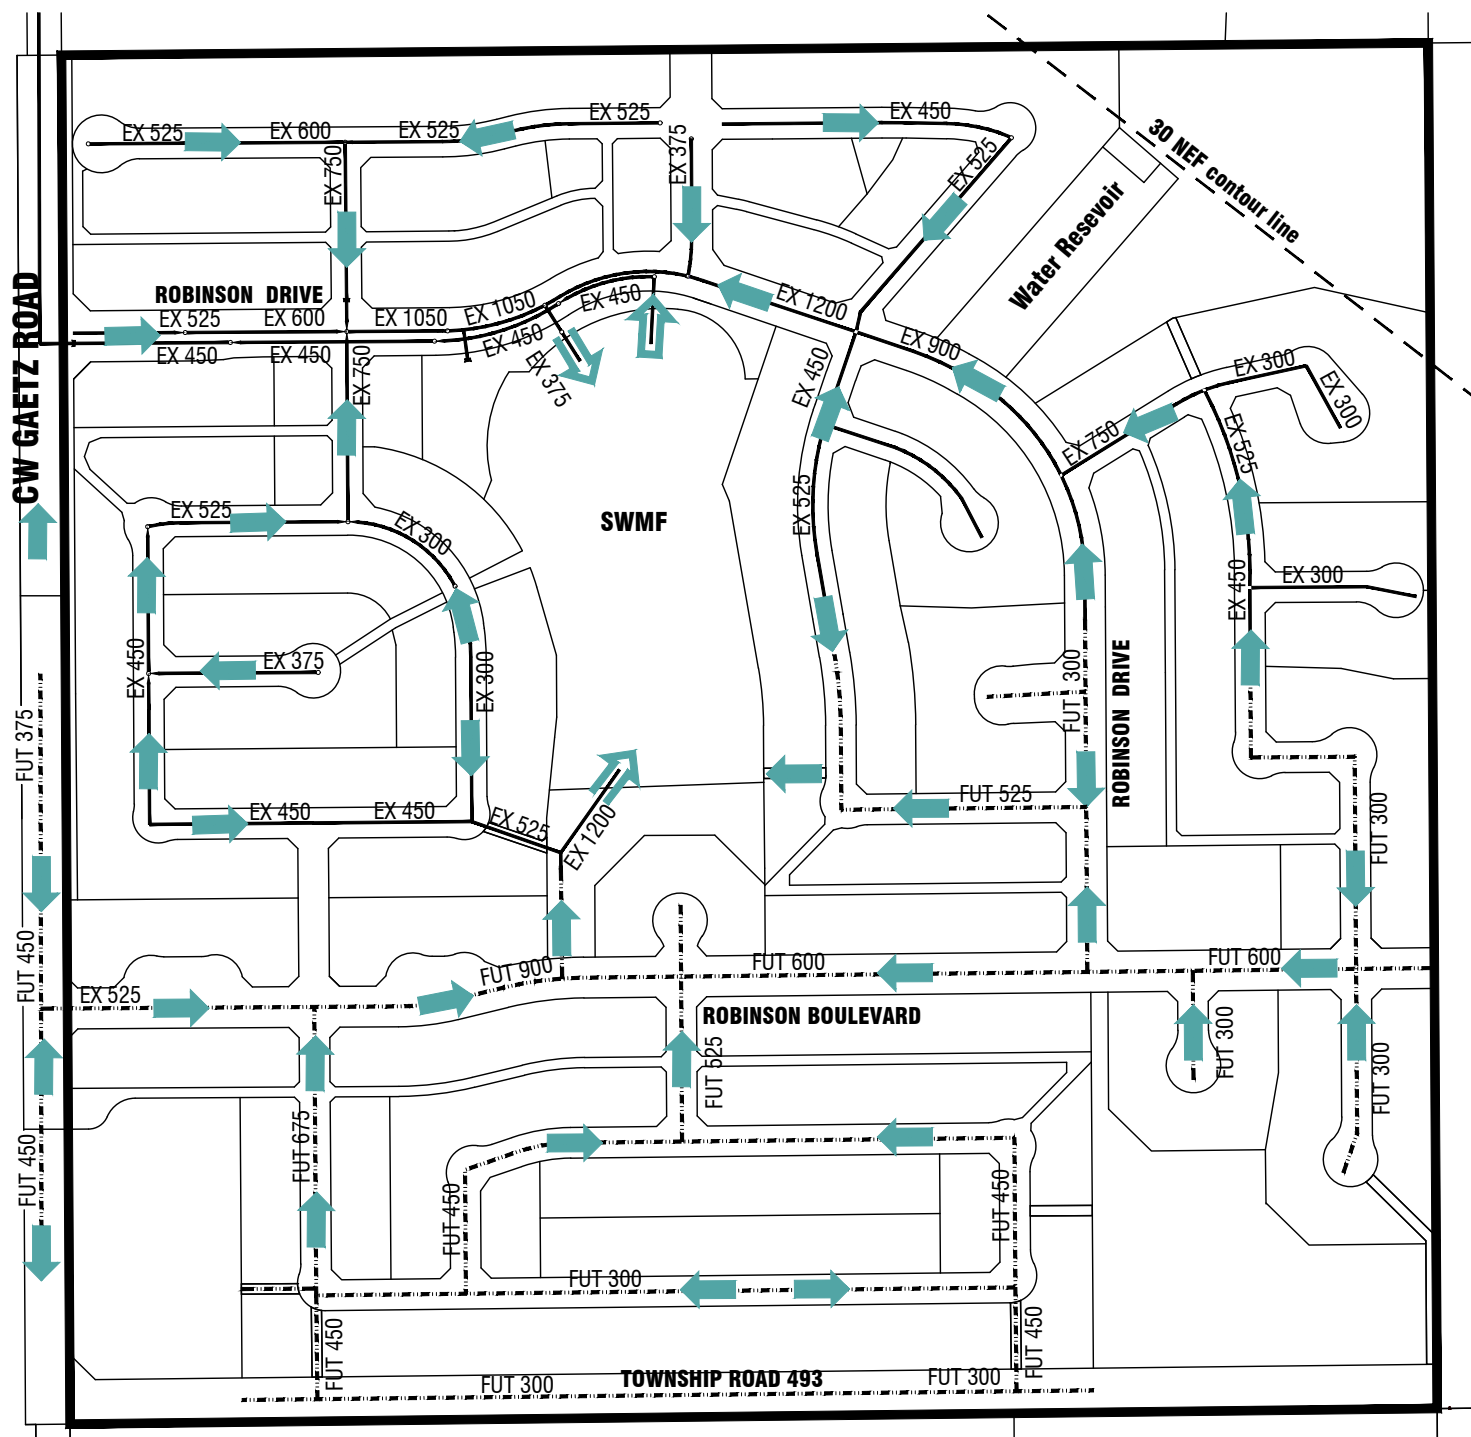 EX 525
EX 600
EX 525
EX 525
EX 450
EX 375
EX 525
EX 750
30 NEF contour line
Water Resevoir
CW GAETZ ROAD
ROBINSON DRIVE
EX 525
EX 600
EX 1050
EX 1050
EX 450
EX 1200
EX 450
EX 450
EX 450
EX 375
EX 750
EX 450
EX 900
EX 300
EX 300
EX 750
EX 525
EX 525
EX 300
SWMF
EX 525
EX 450
EX 300
EX 450
EX 375
EX 300
FUT 300
ROBINSON DRIVE
FUT 375
EX 450
EX 450
EX 525
EX 1200
FUT 525
FUT 300
FUT 450
EX 525
FUT 900
FUT 600
FUT 600
ROBINSON BOULEVARD
FUT 525
FUT 300
FUT 300
FUT 450
FUT 675
FUT 450
FUT 450
FUT 300
FUT 450
FUT 450
FUT 300
TOWNSHIP ROAD 493
FUT 300